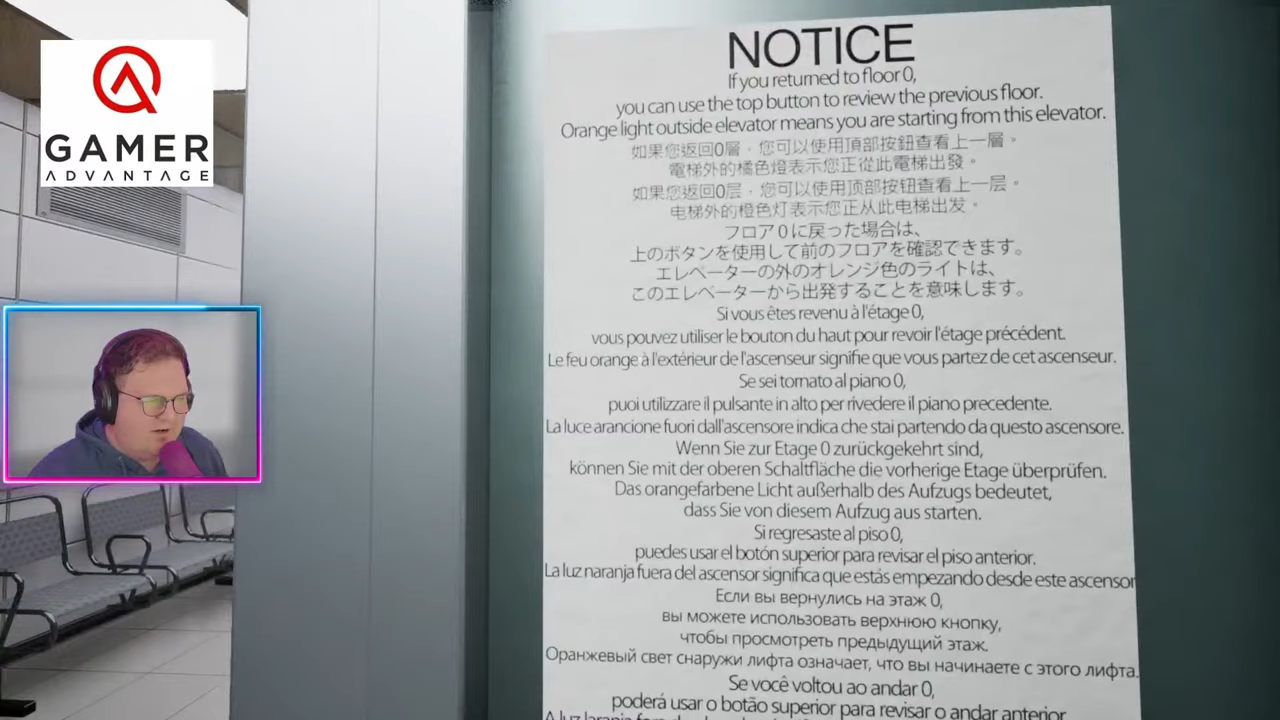 GAMER
ADVANTAGE
NOTICE
If you returned to floor 0,
you can use the top button to review the previous floor.
Orange light outside elevator means you are starting from this elevator.
如果您返回0層，您可以使用頂部按鈕查看上一層。
電梯外的橘色燈表示您正從此電梯出發。
如果您返回0层，您可以使用顶部按钮查看上一层。
电梯外的橙色灯表示您正从此电梯出发。
フロア 0 に戻った場合は、
上のボタンを使用して前のフロアを確認できます。
エレベーターの外のオレンジ色のライトは、
このエレベーターから出発することを意味します。
Si vous êtes revenu à l'étage 0,
vous pouvez utiliser le bouton du haut pour revoir l'étage précédent.
Le feu orange à l'extérieur de l'ascenseur signifie que vous partez de cet ascenseur.
Se sei tornato al piano 0,
puoi utilizzare il pulsante in alto per rivedere il piano precedente.
La luce arancione fuori dall'ascensore indica che stai partendo da questo ascensore.
Wenn Sie zur Etage 0 zurückgekehrt sind,
können Sie mit der oberen Schaltfläche die vorherige Etage überprüfen.
Das orangefarbene Licht außerhalb des Aufzugs bedeutet,
dass Sie von diesem Aufzug aus starten.
Si regresaste al piso 0,
puedes usar el botón superior para revisar el piso anterior.
La luz naranja fuera del ascensor significa que estás empezando desde este ascensor
Если вы вернулись на этаж 0,
вы можете использовать верхнюю кнопку,
чтобы просмотреть предыдущий этаж.
Оранжевый свет снаружи лифта означает, что вы начинаете с этого лифта.
Se você voltou ao andar 0,
poderá usar o botão superior para revisar o andar anterior